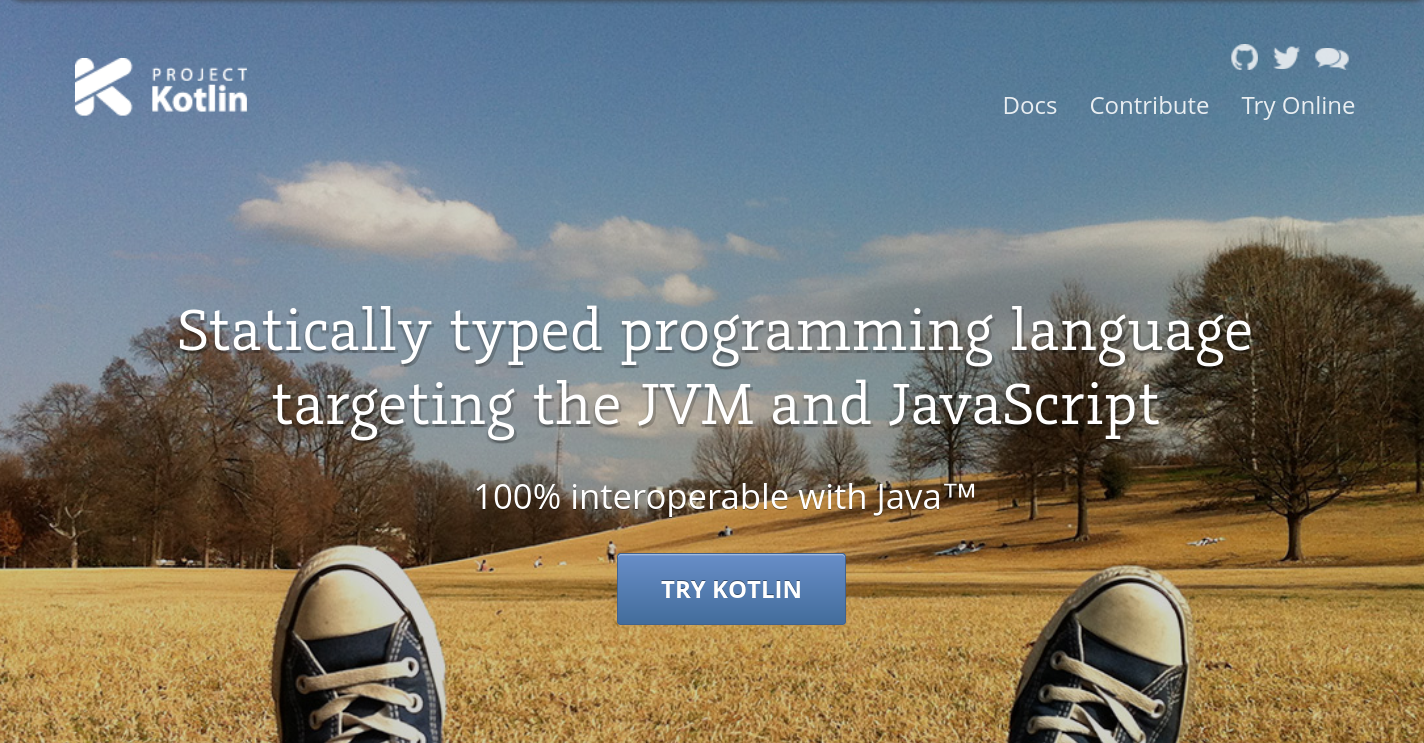 PROJECT
Kotlin
Docs Contribute Try Online
Statically typed programming language
targeting the JVM and JavaScript
100% interoperable with Java™
TRY KOTLIN